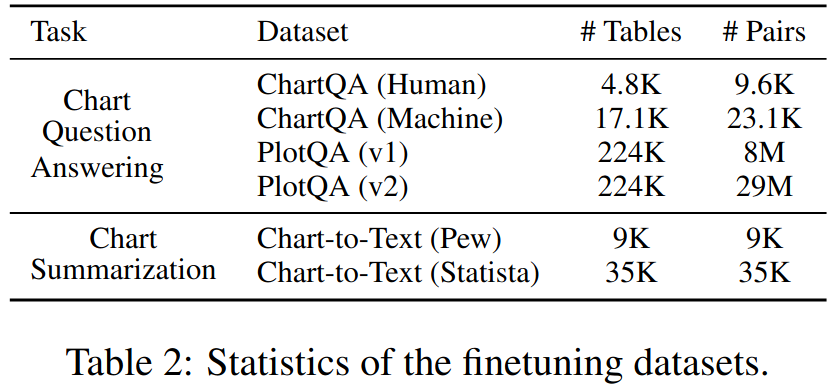 Task Dataset # Tables # Pairs
Chart Question Answering
ChartQA (Human) 4.8K 9.6K
ChartQA (Machine) 17.1K 23.1K
PlotQA (v1) 224K 8M
PlotQA (v2) 224K 29M
Chart Summarization
Chart-to-Text (Pew) 9K 9K
Chart-to-Text (Statista) 35K 35K
Table 2: Statistics of the finetuning datasets.